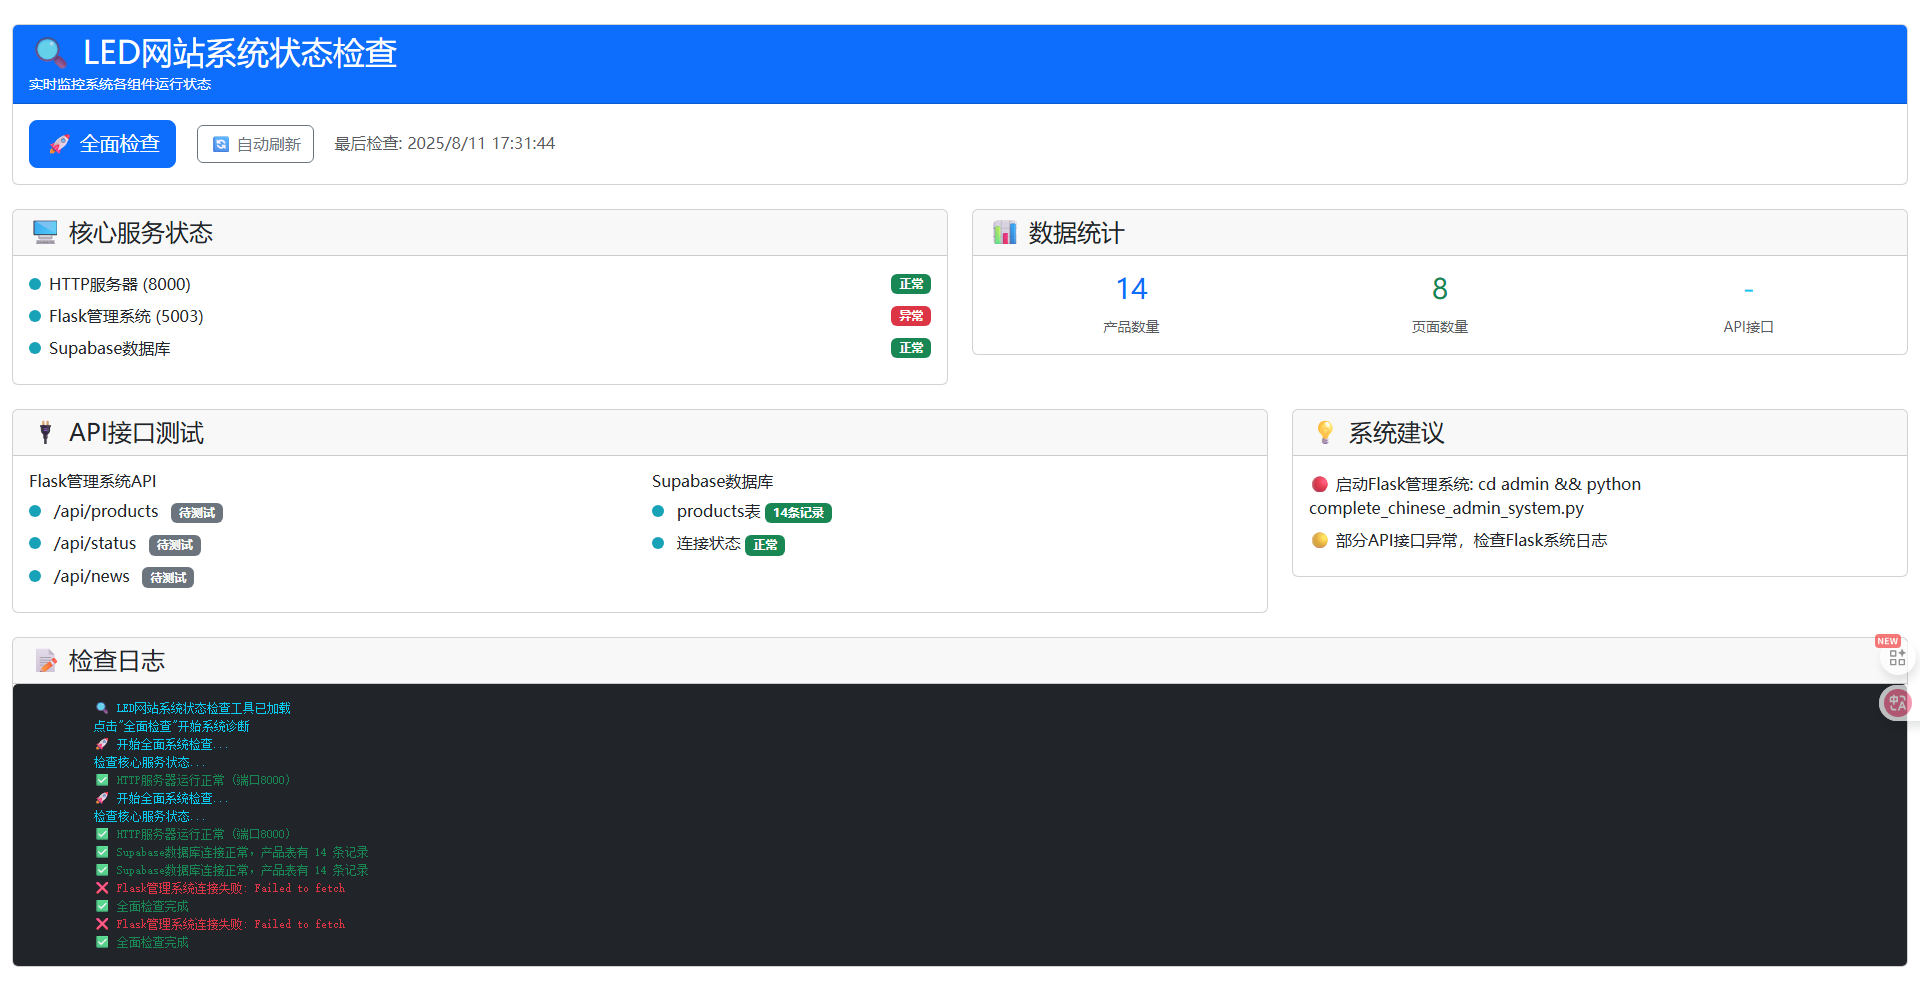 LED网站系统状态检查
实时监控系统各组件运行状态
全面检查
自动刷新
最后检查: 2025/8/11 17:31:44
核心服务状态
HTTP服务器 (8000) 正常
Flask管理系统 (5003) 异常
Supabase数据库 正常
数据统计
14 8 -
产品数量 页面数量 API接口
API接口测试
Flask管理系统API
/api/products 待测试
/api/status 待测试
/api/news 待测试
Supabase数据库
products表 14条记录
连接状态 正常
系统建议
启动Flask管理系统: cd admin && python
complete_chinese_admin_system.py
部分API接口异常，检查Flask系统日志
检查日志
LED网站系统状态检查工具已加载
点击"全面检查"开始系统诊断
开始全面系统检查...
检查核心服务状态...
HTTP服务器运行正常 (端口8000)
开始全面系统检查...
检查核心服务状态...
HTTP服务器运行正常 (端口8000)
Supabase数据库连接正常，产品表有 14 条记录
Supabase数据库连接正常，产品表有 14 条记录
Flask管理系统连接失败: Failed to fetch
全面检查完成
Flask管理系统连接失败: Failed to fetch
全面检查完成
NEW
中A